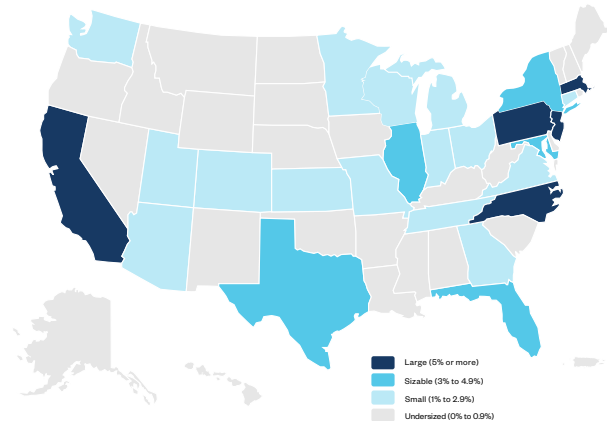 Large (5% or more)
Sizable (3% to 4.9%)
Small (1% to 2.9%)
Undersized (0% to 0.9%)